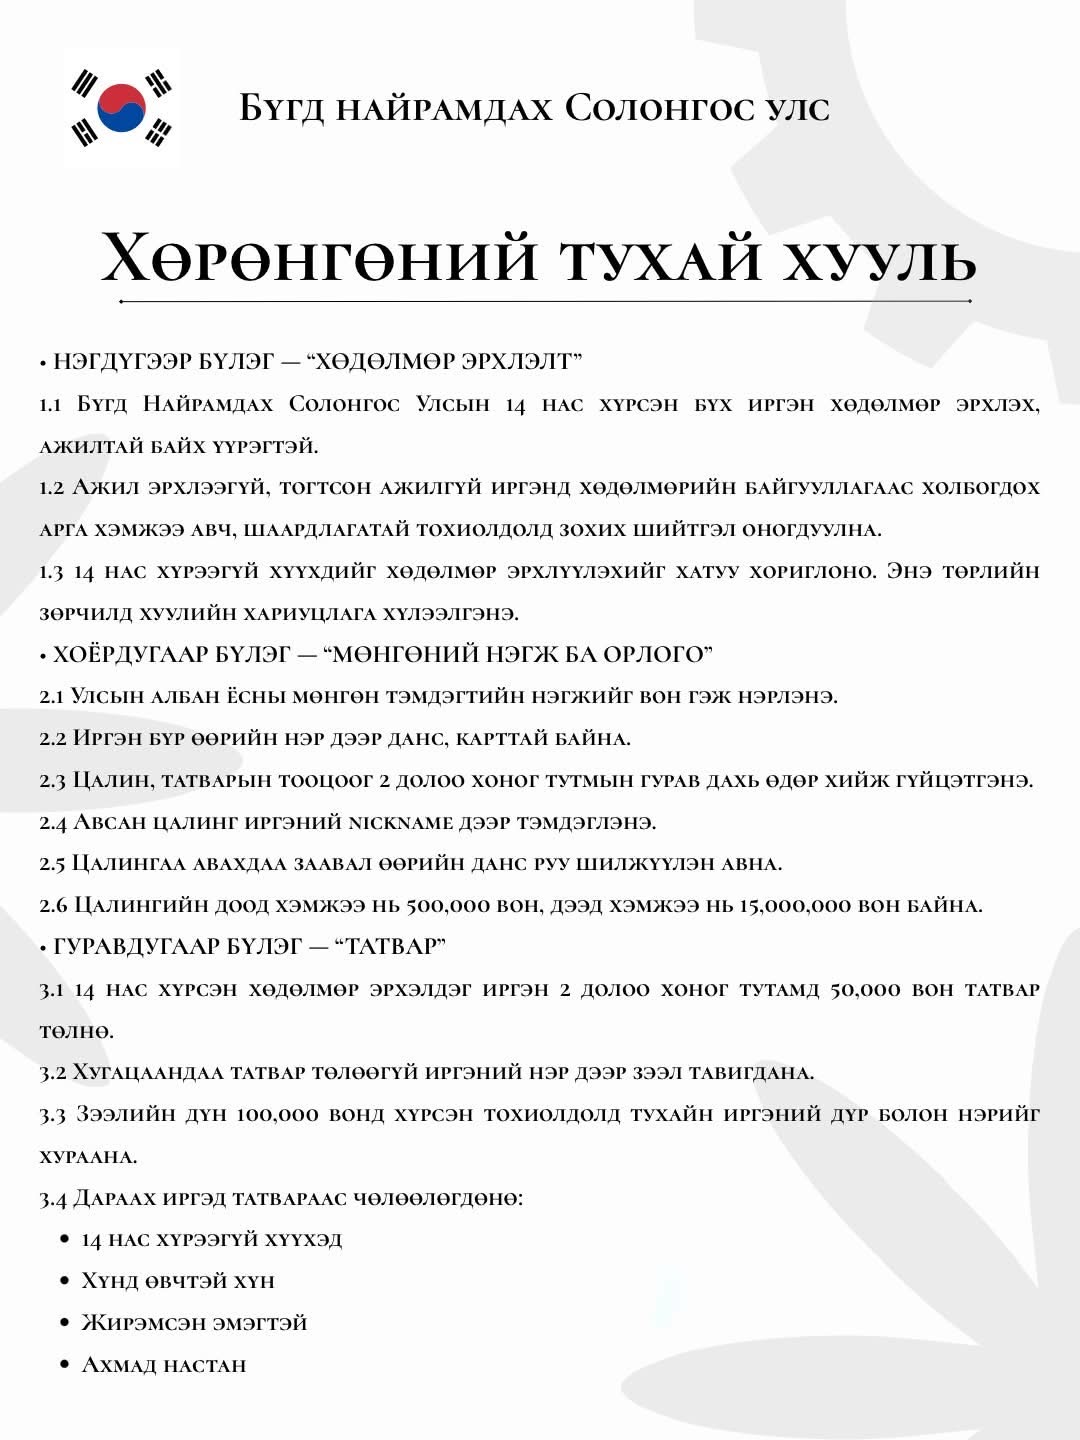 Бүгд найрамдах Солонгос улс
Хөрөнгөний тухай хууль
• НЭГДҮГЭЭР БҮЛЭГ — “ХӨДӨЛМӨР ЭРХЛЭЛТ”
1.1 Бүгд Найрамдах Солонгос Улсын 14 нас хүрсэн бүх иргэн хөдөлмөр эрхлэх,
ажилтай байх үүрэгтэй.
1.2 Ажил эрхлээгүй, тогтсон ажилгүй иргэнд хөдөлмөрийн байгууллагаас холбогдох
арга хэмжээ авч, шаардлагатай тохиолдолд зохих шийтгэл оногдуулна.
1.3 14 нас хүрээгүй хүүхдийг хөдөлмөр эрхлүүлэхийг хатуу хориглоно. Энэ төрлийн
зөрчилд хуулийн хариуцлага хүлээлгэнэ.
• ХОЁРДУГААР БҮЛЭГ — “МӨНГӨНИЙ НЭГЖ БА ОРЛОГО”
2.1 Улсын албан ёсны мөнгөн тэмдэгтийн нэгжийг вон гэж нэрлэнэ.
2.2 Иргэн бүр өөрийн нэр дээр данс, карттай байна.
2.3 Цалин, татварын тооцоог 2 долоо хоног тутмын гурав дахь өдөр хийж гүйцэтгэнэ.
2.4 Авсан цалинг иргэний nickname дээр тэмдэглэнэ.
2.5 Цалингаа авахдаа заавал өөрийн данс руу шилжүүлэн авна.
2.6 Цалингийн доод хэмжээ нь 500,000 вон, дээд хэмжээ нь 15,000,000 вон байна.
• ГУРАВДУГААР БҮЛЭГ — “ТАТВАР”
3.1 14 нас хүрсэн хөдөлмөр эрхэлдэг иргэн 2 долоо хоног тутамд 50,000 вон татвар
төлнө.
3.2 Хугацаандаа татвар төлөөгүй иргэний нэр дээр зээл тавигдана.
3.3 Зээлийн дүн 100,000 вонд хүрсэн тохиолдолд тухайн иргэний дүр болон нэрийг
хураана.
3.4 Дараах иргэд татвараас чөлөөлөгдөнө:
• 14 нас хүрээгүй хүүхэд
• Хүнд өвчтэй хүн
• Жирэмсэн эмэгтэй
• Ахмад настан